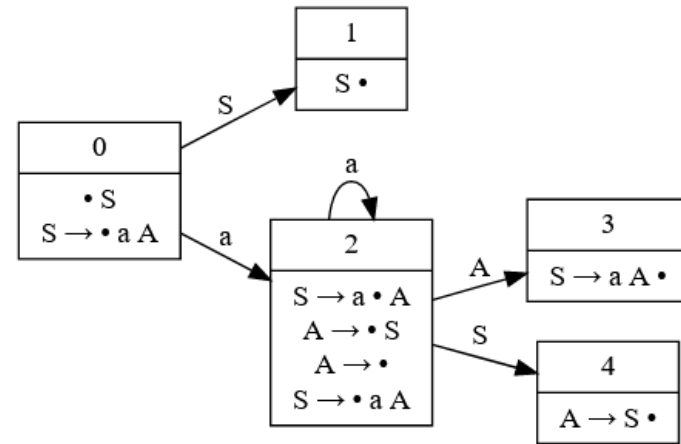 0
• S
S → • a A
S
a
1
S •
a
2
S → a • A
A → • S
A → •
S → • a A
A
S
3
S → a A •
4
A → S •